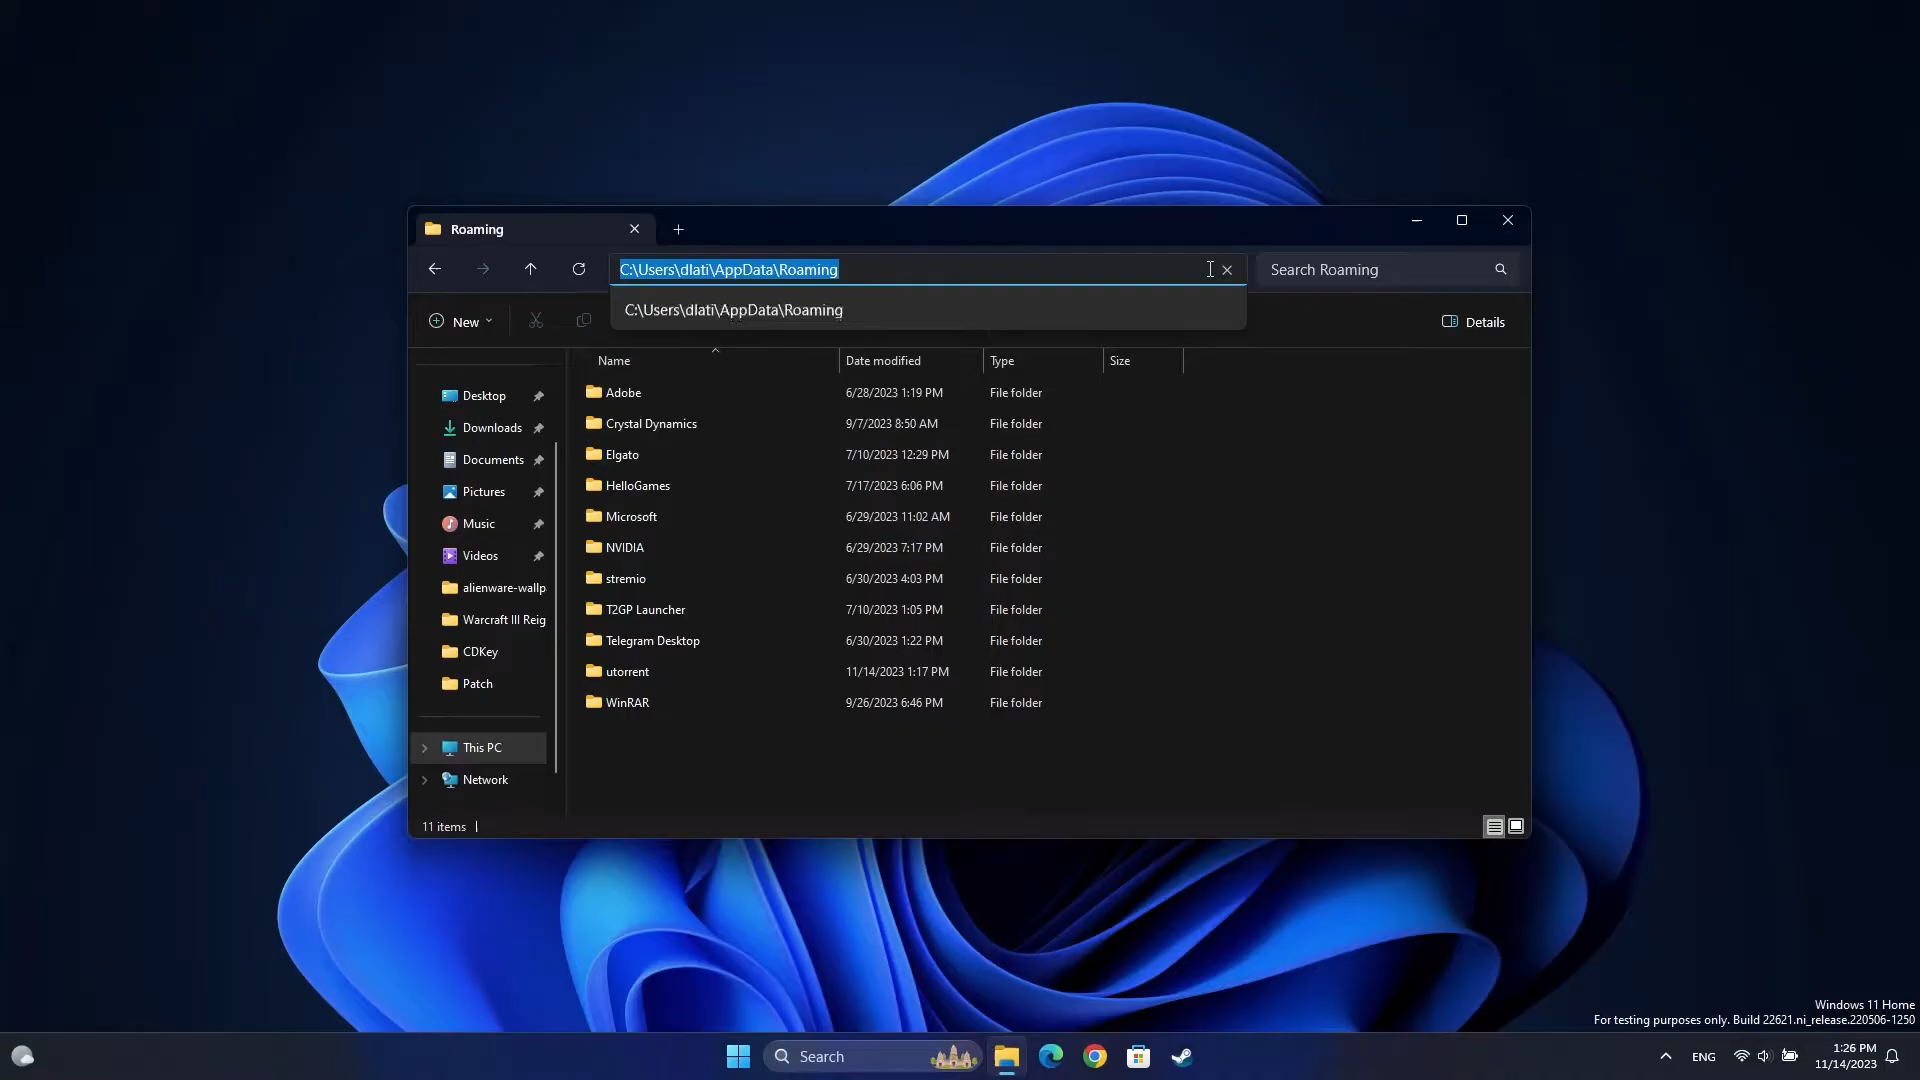 Roaming
C:\Users\dlati\AppData\Roaming
Search Roaming
C:\Users\dlati\AppData\Roaming
New
Details
Name Date modified Type Size
Desktop
Downloads
Documents
Pictures
Music
Videos
alienware-wallp
Warcraft III Reig
CDKey
Patch
This PC
Network
Adobe 6/28/2023 1:19 PM File folder
Crystal Dynamics 9/7/2023 8:50 AM File folder
Elgato 7/10/2023 12:29 PM File folder
HelloGames 7/17/2023 6:06 PM File folder
Microsoft 6/29/2023 11:02 AM File folder
NVIDIA 6/29/2023 7:17 PM File folder
stremio 6/30/2023 4:03 PM File folder
T2GP Launcher 7/10/2023 1:05 PM File folder
Telegram Desktop 6/30/2023 1:22 PM File folder
utorrent 11/14/2023 1:17 PM File folder
WinRAR 9/26/2023 6:46 PM File folder
11 items
Windows 11 Home
For testing purposes only. Build 22621.ni_release.220506-1250
Search
ENG
1:26 PM
11/14/2023